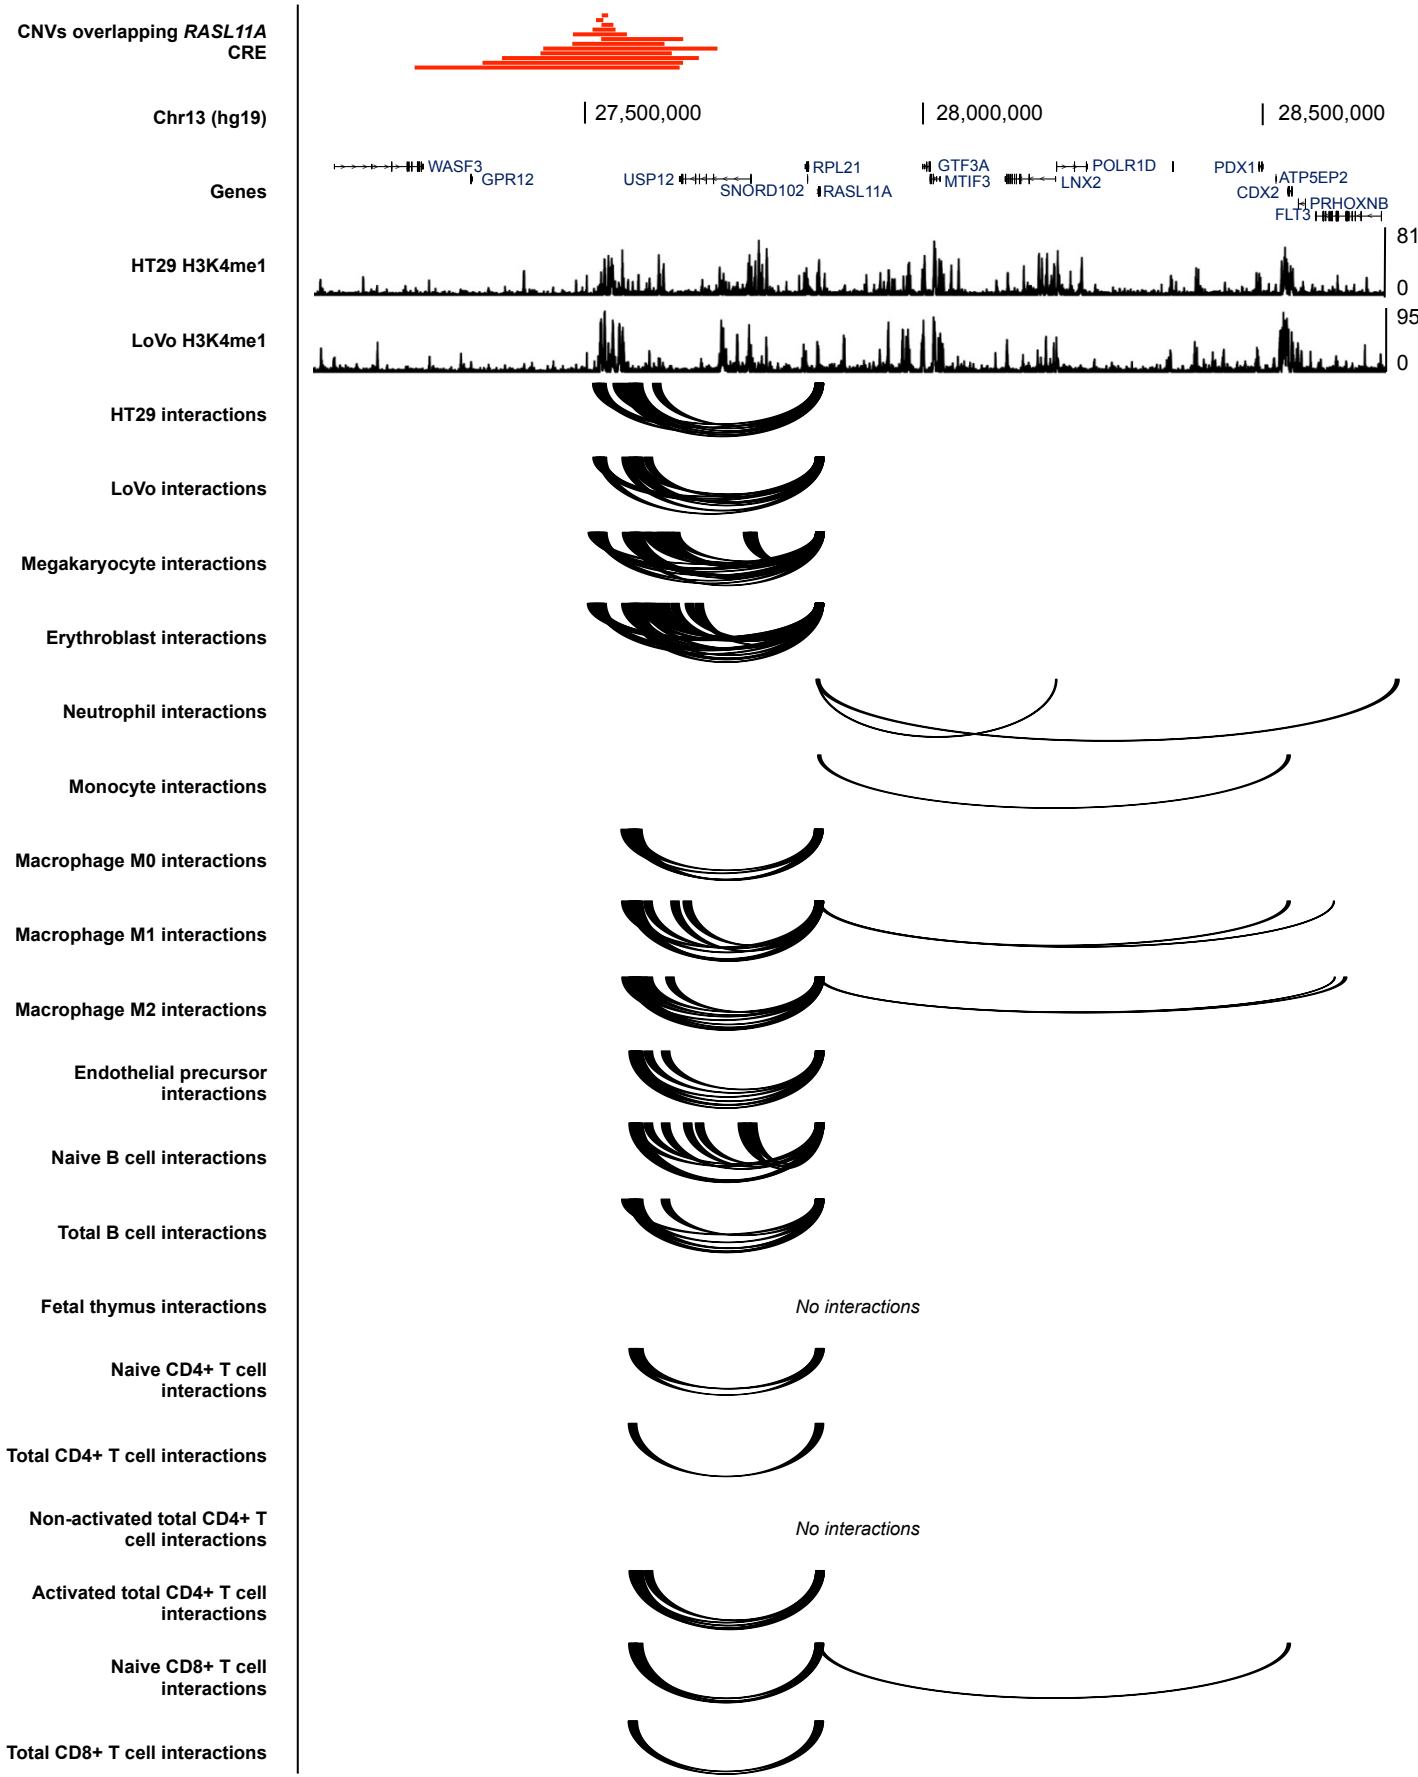 CNVs overlapping RASL11A
CRE
Chr13 (hg19)
27,500,000
28,000,000
28,500,000
Genes
WASF3
GPR12
USP12
SNORD102
RPL21
RASL11A
GTF3A
MTIF3
POLR1D
LNX2
PDX1
ATP5EP2
CDX2
PRHOXNB
FLT3
HT29 H3K4me1
81
0
LoVo H3K4me1
95
0
HT29 interactions
LoVo interactions
Megakaryocyte interactions
Erythroblast interactions
Neutrophil interactions
Monocyte interactions
Macrophage M0 interactions
Macrophage M1 interactions
Macrophage M2 interactions
Endothelial precursor
interactions
Naive B cell interactions
Total B cell interactions
Fetal thymus interactions
No interactions
Naive CD4+ T cell
interactions
Total CD4+ T cell interactions
Non-activated total CD4+ T
cell interactions
No interactions
Activated total CD4+ T cell
interactions
Naive CD8+ T cell
interactions
Total CD8+ T cell interactions